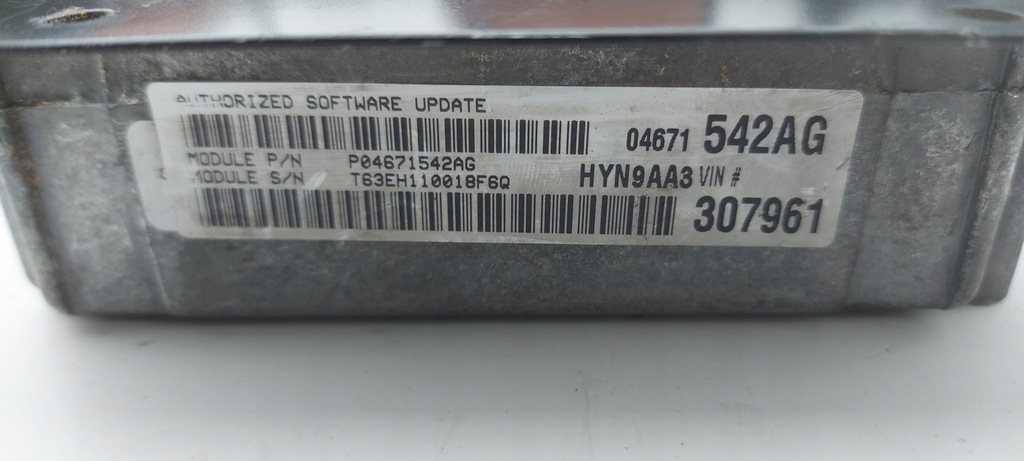 AUTHORIZED SOFTWARE UPDATE
04671 542AG
MODULE P/N P04671542AG
MODULE S/N T63EH110018F6Q
HYN9AA3 VIN #
307961